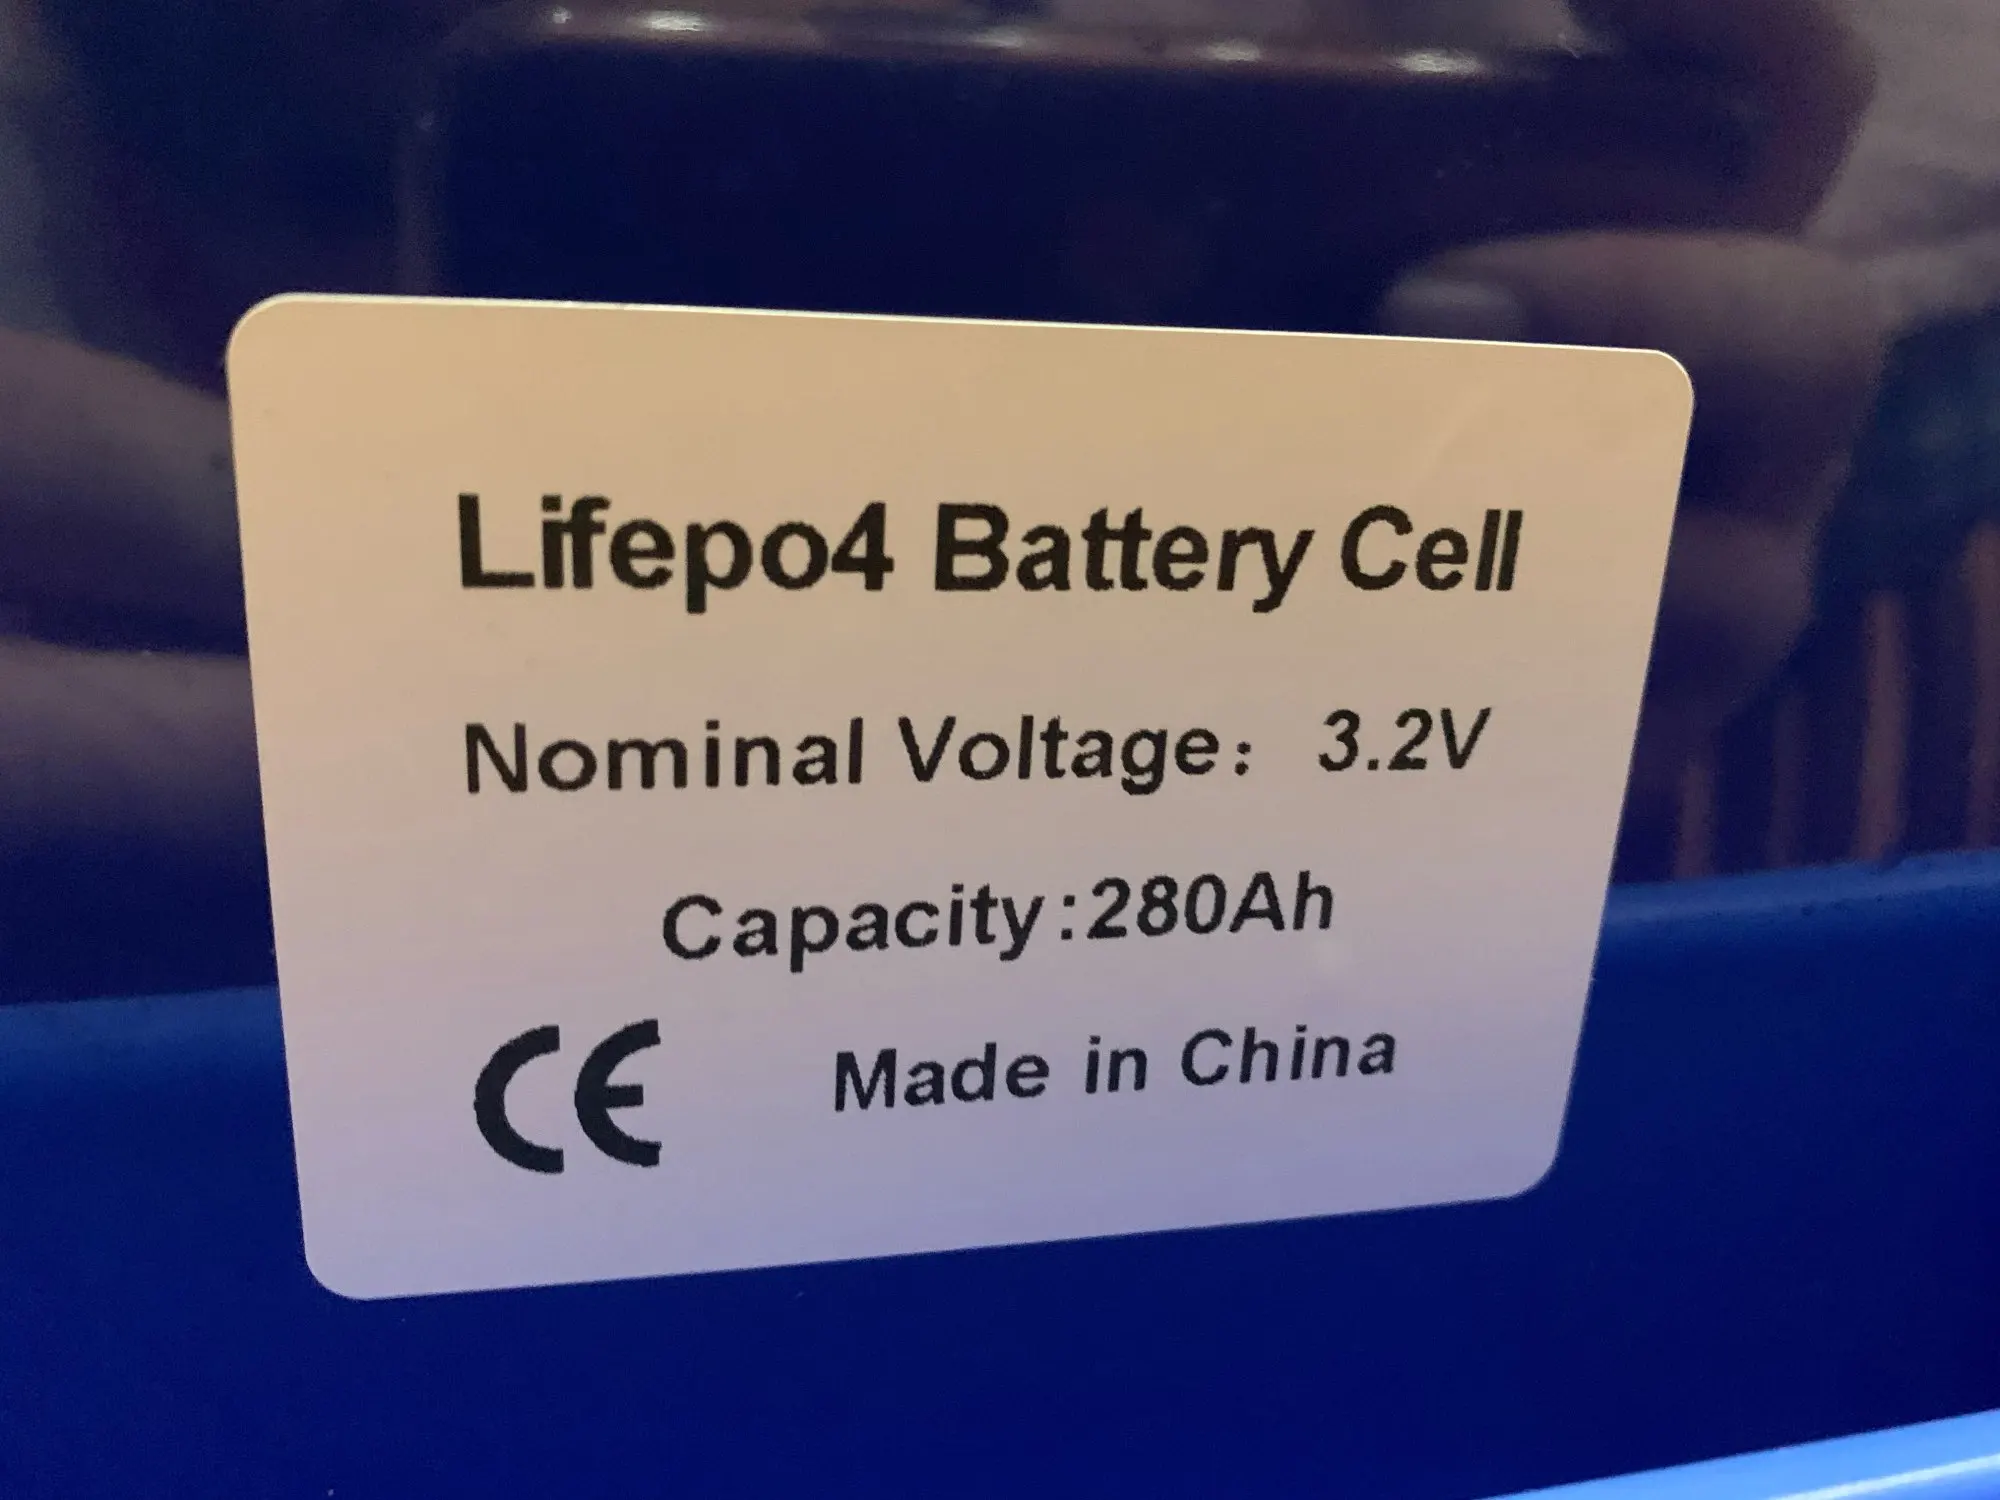 Lifepo4 Battery Cell
Nominal Voltage: 3.2V
Capacity:280Ah
CE Made in China